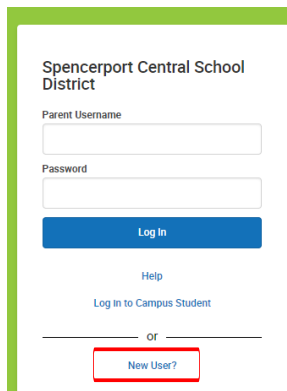 Spencerport Central School
District
Parent Username
Password
Log In
Help
Log in to Campus Student
or
New User?